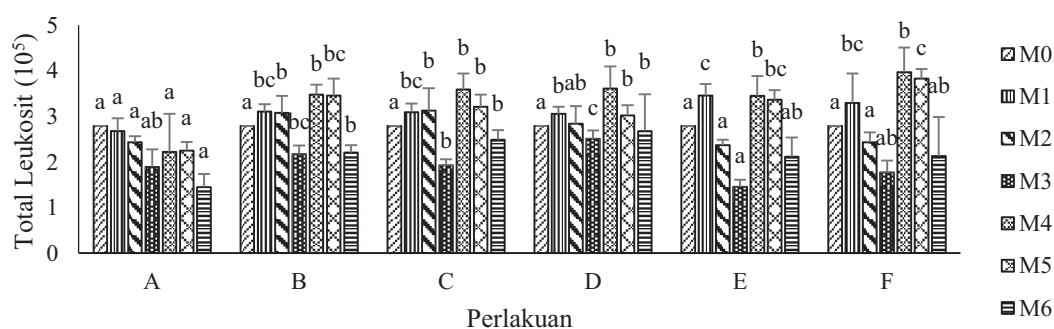 Total Leukosit (10⁵)
5
4
3
2
1
0
a a a ab a a a
a bc b bc b bc b
a bc b b b b b
a b ab c b b b
a c a a b bc ab
a bc a ab b c ab
A B C D E F
Perlakuan
M0
M1
M2
M3
M4
M5
M6